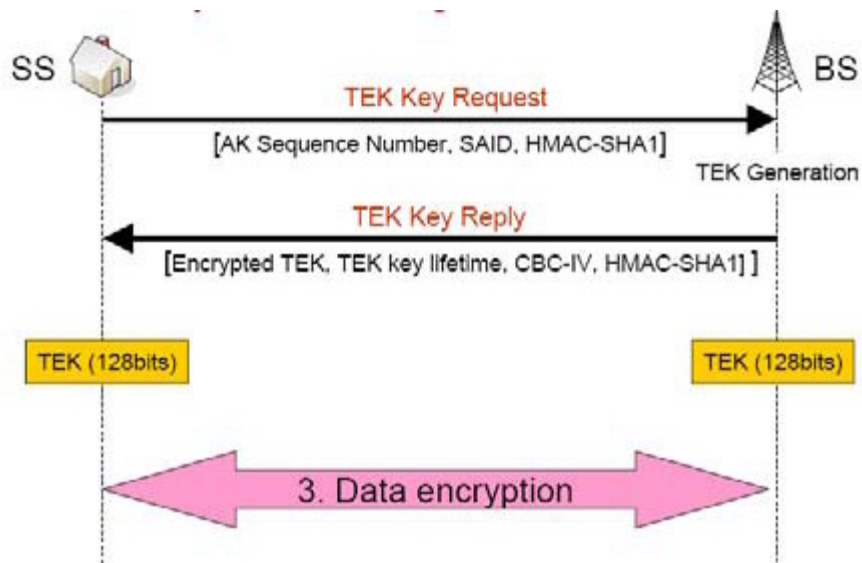 SS
BS
TEK Key Request
[AK Sequence Number, SAID, HMAC-SHA1]
TEK Generation
TEK Key Reply
[Encrypted TEK, TEK key lifetime, CBC-IV, HMAC-SHA1] ]
TEK (128bits)
TEK (128bits)
3. Data encryption